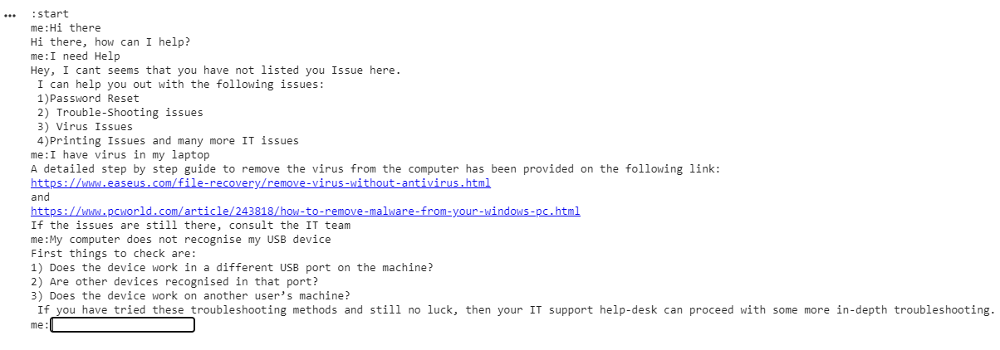 ... :start
me:Hi there
Hi there, how can I help?
me:I need Help
Hey, I cant seems that you have not listed you Issue here.
I can help you out with the following issues:
1)Password Reset
2) Trouble-Shooting issues
3) Virus Issues
4)Printing Issues and many more IT issues
me:I have virus in my laptop
A detailed step by step guide to remove the virus from the computer has been provided on the following link:
https://www.easeus.com/file-recovery/remove-virus-without-antivirus.html
and
https://www.pcworld.com/article/243818/how-to-remove-malware-from-your-windows-pc.html
If the issues are still there, consult the IT team
me:My computer does not recognise my USB device
First things to check are:
1) Does the device work in a different USB port on the machine?
2) Are other devices recognised in that port?
3) Does the device work on another user’s machine?
If you have tried these troubleshooting methods and still no luck, then your IT support help-desk can proceed with some more in-depth troubleshooting.
me: